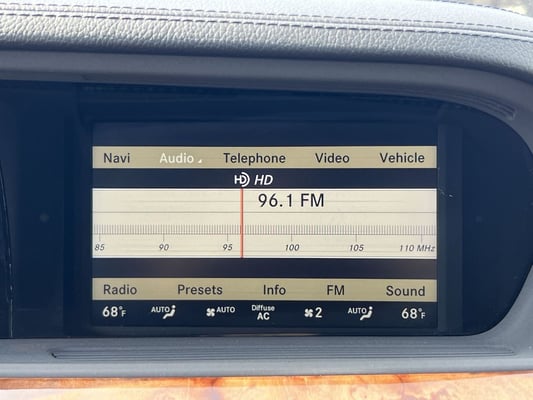 Navi Audio Telephone Video Vehicle
HD HD
96.1 FM
85 90 95 100 105 110 MHz
Radio Presets Info FM Sound
68°F AUTO AUTO Diffuse AC 2 AUTO 68°F